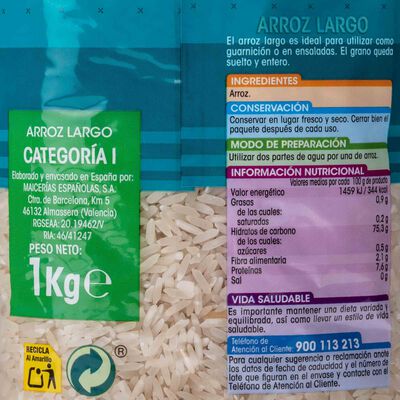 ARROZ LARGO
El arroz largo es ideal para utilizar como
guarnición o en ensaladas. El grano queda
suelto y entero.
INGREDIENTES
Arroz.
CONSERVACIÓN
Conservar en lugar fresco y seco. Cerrar bien el
paquete después de cada uso.
MODO DE PREPARACIÓN
Utilizar dos partes de agua por una de arroz.
INFORMACIÓN NUTRICIONAL
Valores medios por cada 100 g de producto
Valor energético 1459 kJ / 344 kcal
Grasas 0,9 g
de las cuales:
saturadas 0,2 g
Hidratos de carbono 75,3 g
de los cuales:
azúcares 0,5 g
Fibra alimentaria 2,1 g
Proteínas 7,6 g
Sal 0 g
VIDA SALUDABLE
Es importante mantener una dieta variada y
equilibrada, así como llevar un estilo de vida
saludable.
Teléfono de
Atención al Cliente: 900 113 213
Para cualquier sugerencia o reclamación anote
los datos de fecha de caducidad y el número de
lote que figuran en el envase y contacte con el
Teléfono de Atención al Cliente.
ARROZ LARGO
CATEGORÍA I
Elaborado y envasado en España por:
MAICERÍAS ESPAÑOLAS, S.A.
Ctra. de Barcelona, Km 5
46132 Almassera (Valencia)
RGSEAA: 20 19462/V
RIA: 46/41247
PESO NETO:
1Kg e
RECICLA
Al Amarillo
®